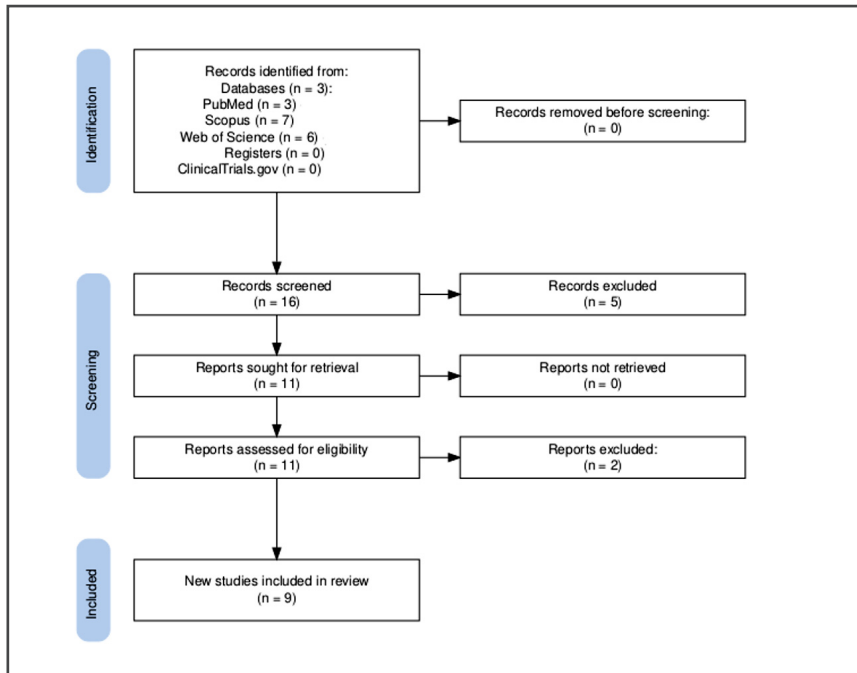 Identification
Records identified from:
Databases (n = 3):
PubMed (n = 3)
Scopus (n = 7)
Web of Science (n = 6)
Registers (n = 0)
ClinicalTrials.gov (n = 0)
Records removed before screening:
(n = 0)
Screening
Records screened
(n = 16)
Records excluded
(n = 5)
Reports sought for retrieval
(n = 11)
Reports not retrieved
(n = 0)
Reports assessed for eligibility
(n = 11)
Reports excluded:
(n = 2)
Included
New studies included in review
(n = 9)